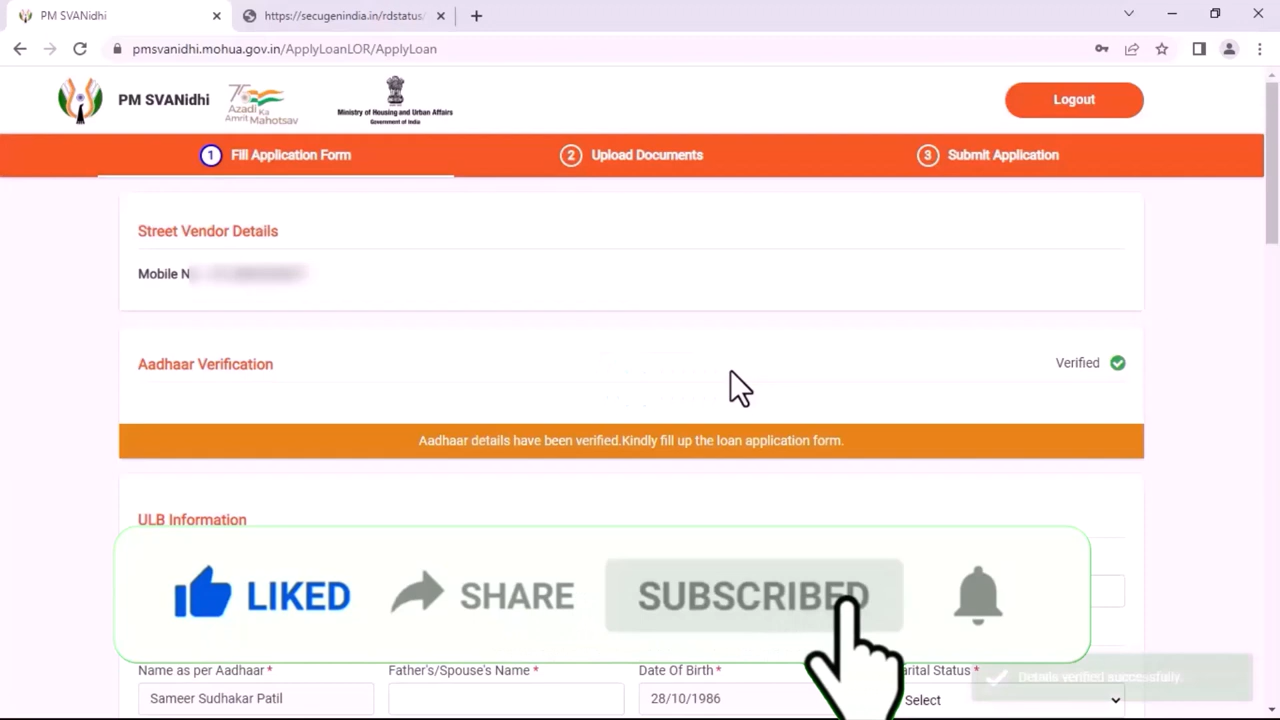 PM SVANidhi
https://secugenindia.in/rdstatus/
pmsvanidhi.mohua.gov.in/ApplyLoanLOR/ApplyLoan
PM SVANidhi
75
Azadi Ka
Amrit Mahotsav
Ministry of Housing and Urban Affairs
Government of India
Logout
1 Fill Application Form
2 Upload Documents
3 Submit Application
Street Vendor Details
Mobile N
Aadhaar Verification
Verified
Aadhaar details have been verified.Kindly fill up the loan application form.
ULB Information
LIKED
SHARE
SUBSCRIBED
Name as per Aadhaar *
Father's/Spouse's Name *
Date Of Birth *
arital Status *
Details verified successfully.
Sameer Sudhakar Patil
28/10/1986
Select